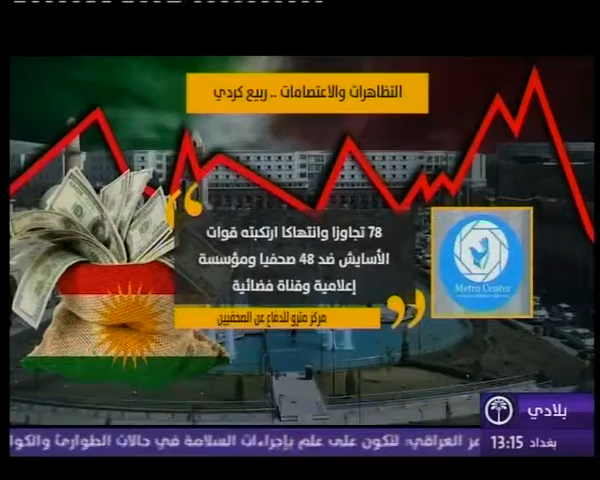 التظاهرات والاعتصامات .. ربيع كردي
78 تجاوزا وانتهاكا ارتكبته قوات
الأسايش ضد 48 صحفيا ومؤسسة
إعلامية وقناة فضائية
مركز مترو للدفاع عن الصحفيين
Metro Center
بلادي
بغداد 13:15
العراقي: لتكون على علم بإجراءات السلامة في حالات الطوارئ والكوا